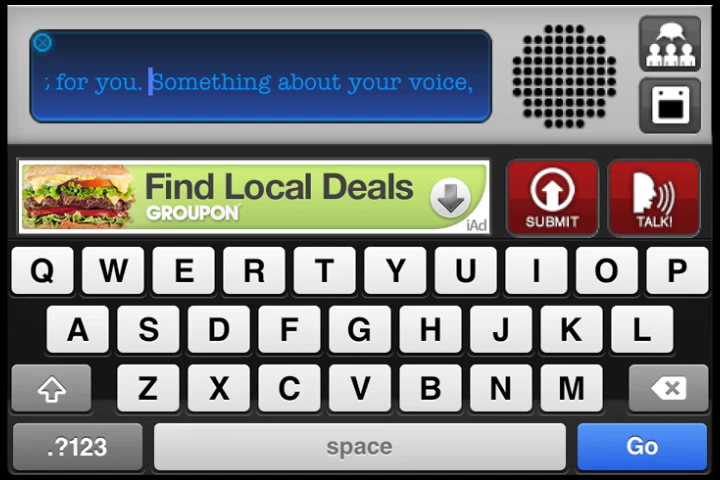 for you. Something about your voice,
Find Local Deals
GROUPON
iAd
SUBMIT
TALK!
Q W E R T Y U I O P
A S D F G H J K L
Z X C V B N M
.?123 space Go